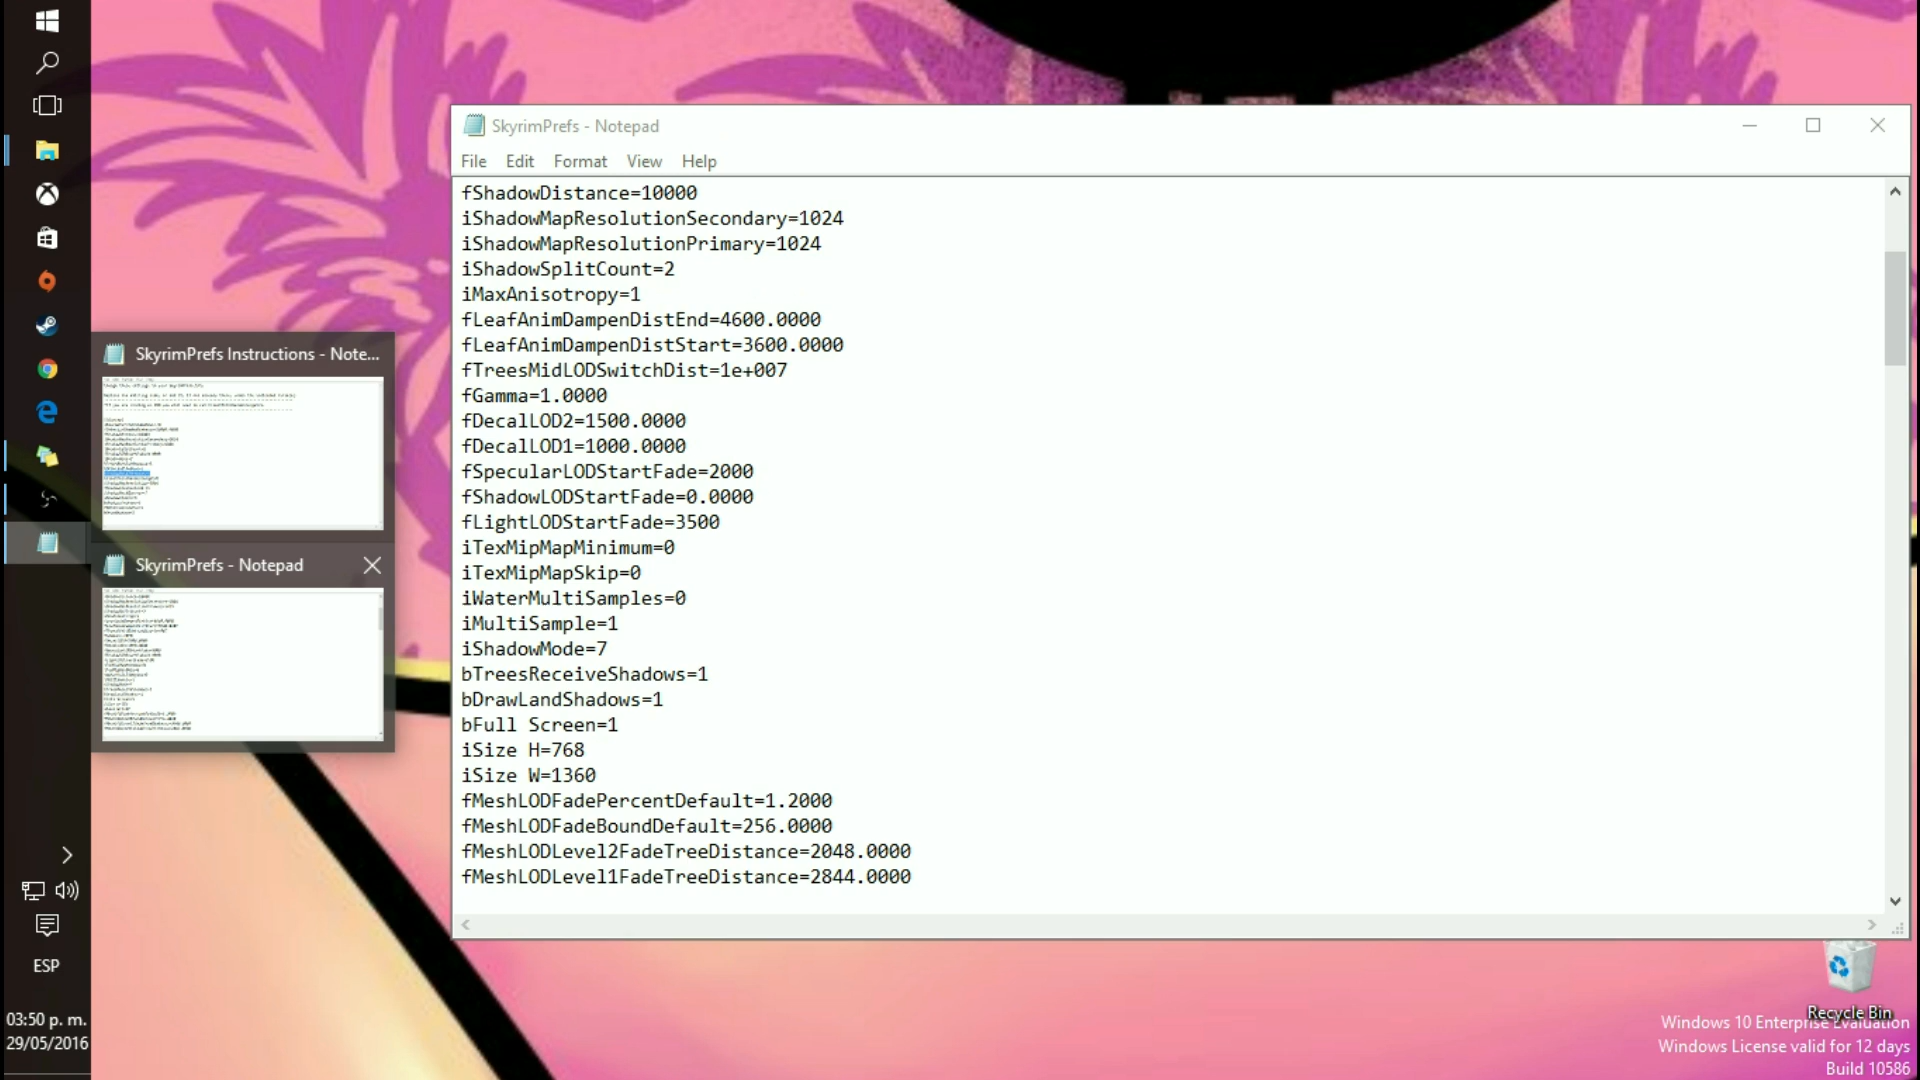 SkyrimPrefs - Notepad
File Edit Format View Help
fShadowDistance=10000
iShadowMapResolutionSecondary=1024
iShadowMapResolutionPrimary=1024
iShadowSplitCount=2
iMaxAnisotropy=1
fLeafAnimDampenDistEnd=4600.0000
fLeafAnimDampenDistStart=3600.0000
fTreesMidLODSwitchDist=1e+007
fGamma=1.0000
fDecalLOD2=1500.0000
fDecalLOD1=1000.0000
fSpecularLODStartFade=2000
fShadowLODStartFade=0.0000
fLightLODStartFade=3500
iTexMipMapMinimum=0
iTexMipMapSkip=0
iWaterMultiSamples=0
iMultiSample=1
iShadowMode=7
bTreesReceiveShadows=1
bDrawLandShadows=1
bFull Screen=1
iSize H=768
iSize W=1360
fMeshLODFadePercentDefault=1.2000
fMeshLODFadeBoundDefault=256.0000
fMeshLODLevel2FadeTreeDistance=2048.0000
fMeshLODLevel1FadeTreeDistance=2844.0000
SkyrimPrefs Instructions - Note...
SkyrimPrefs - Notepad
ESP
03:50 p. m.
29/05/2016
Recycle Bin
Windows 10 Enterprise Evaluation
Windows License valid for 12 days
Build 10586